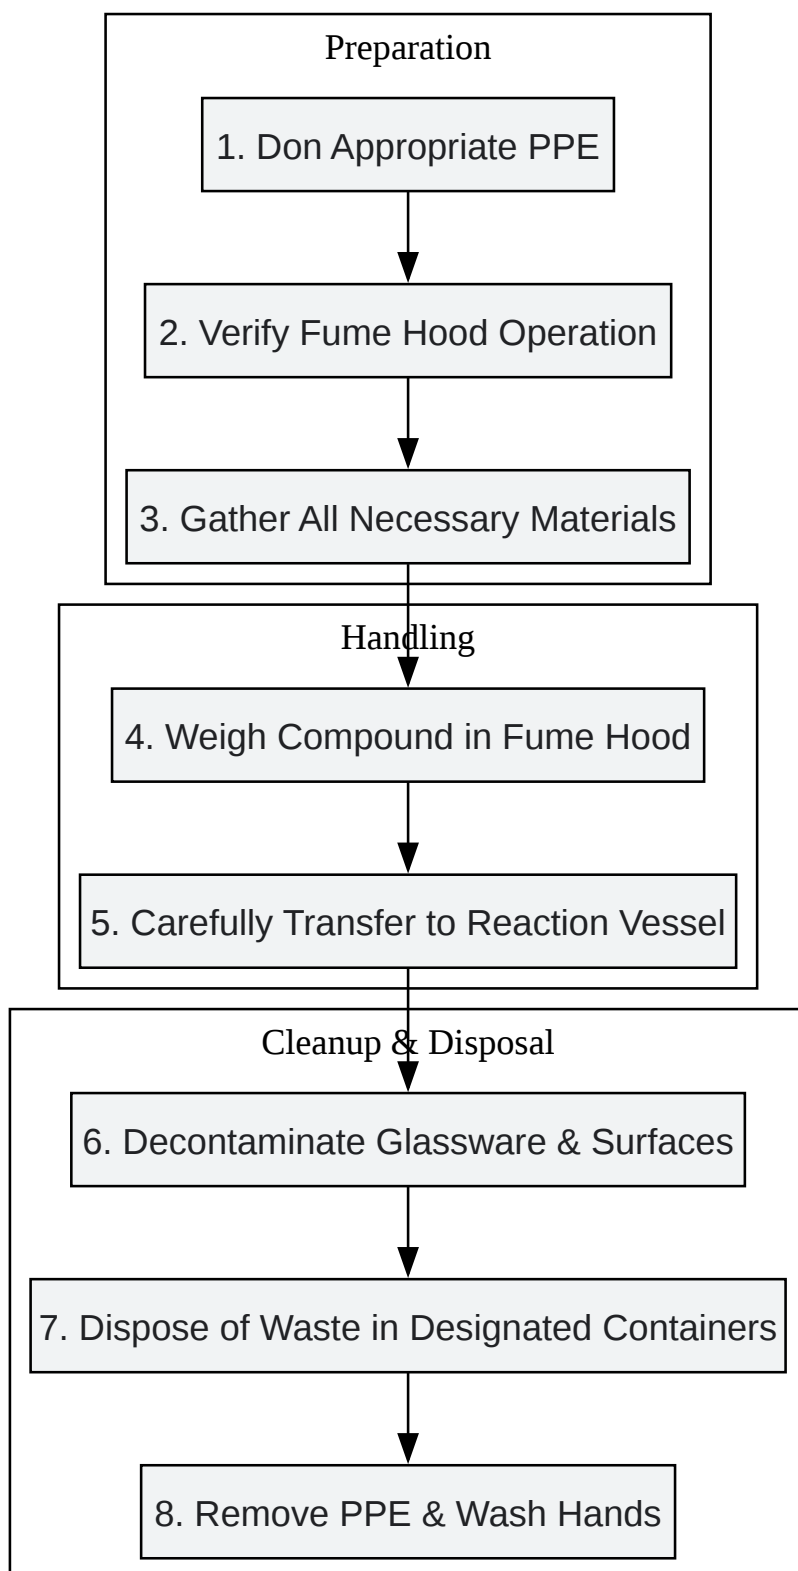 Preparation
1. Don Appropriate PPE
2. Verify Fume Hood Operation
3. Gather All Necessary Materials
Handling
4. Weigh Compound in Fume Hood
5. Carefully Transfer to Reaction Vessel
Cleanup & Disposal
6. Decontaminate Glassware & Surfaces
7. Dispose of Waste in Designated Containers
8. Remove PPE & Wash Hands